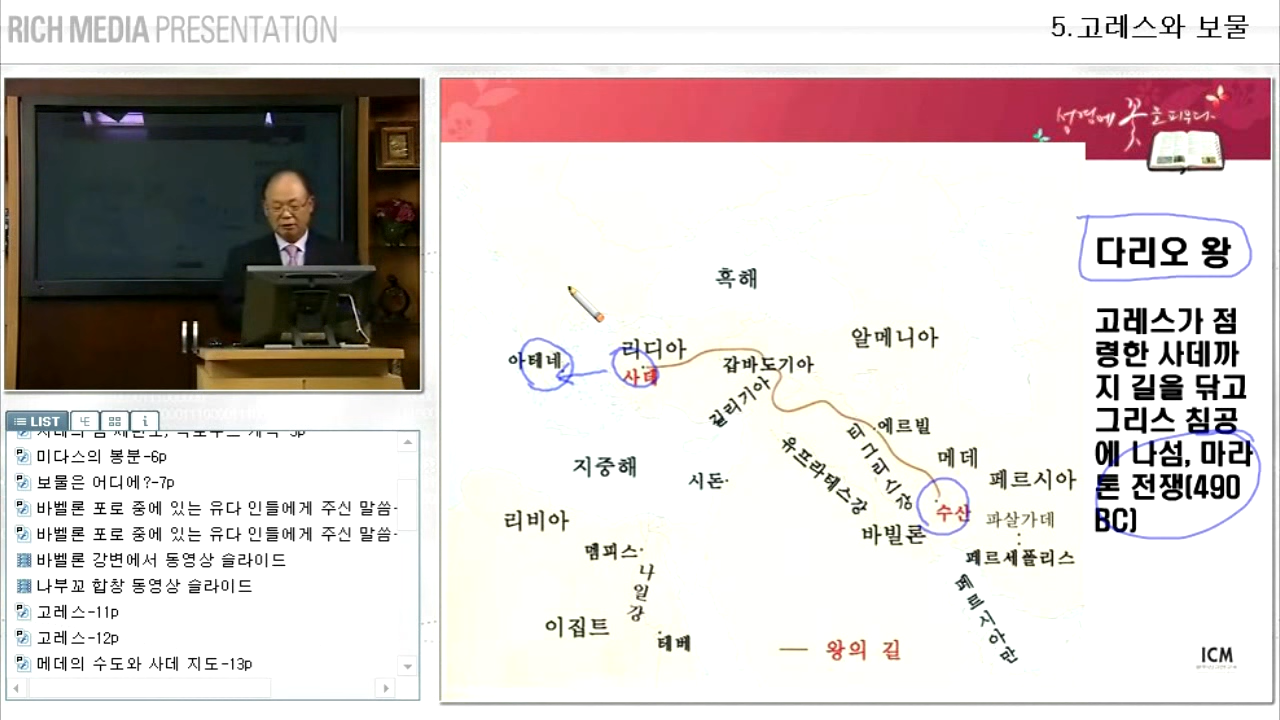 RICH MEDIA PRESENTATION
5.고레스와 보물
성경에 꽃을 피우다
다리오 왕
고레스가 점
령한 사데까
지 길을 닦고
그리스 침공
에 나섬, 마라
톤 전쟁(490
BC)
흑해
아테네
리디아
사데
갑바도기아
알메니아
길리기아
에르빌
티그리스강
유프라테스강
메데
지중해
시돈
페르시아
수산
파살가데
리비아
바빌론
멤피스
페르세폴리스
나일강
페르시아만
이집트
테베
왕의 길
ICM
LIST
미다스의 봉분-6p
보물은 어디에?-7p
바벨론 포로 중에 있는 유다 인들에게 주신 말씀-
바벨론 포로 중에 있는 유다 인들에게 주신 말씀-
바벨론 강변에서 동영상 슬라이드
나부꼬 합창 동영상 슬라이드
고레스-11p
고레스-12p
메데의 수도와 사데 지도-13p